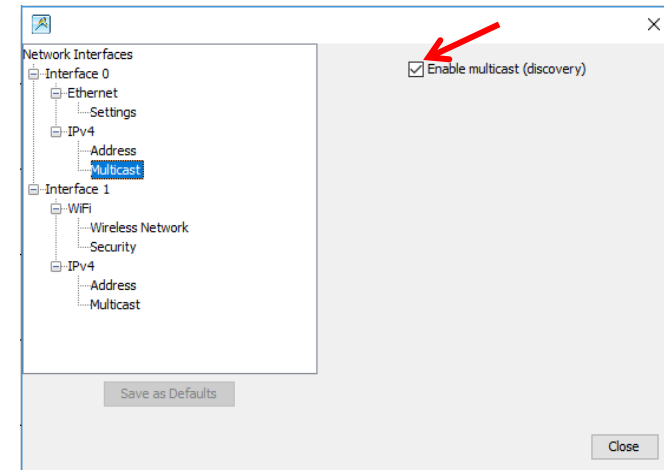 Network Interfaces
Interface 0
Ethernet
Settings
IPv4
Address
Multicast
Interface 1
WiFi
Wireless Network
Security
IPv4
Address
Multicast
Enable multicast (discovery)
Save as Defaults
Close